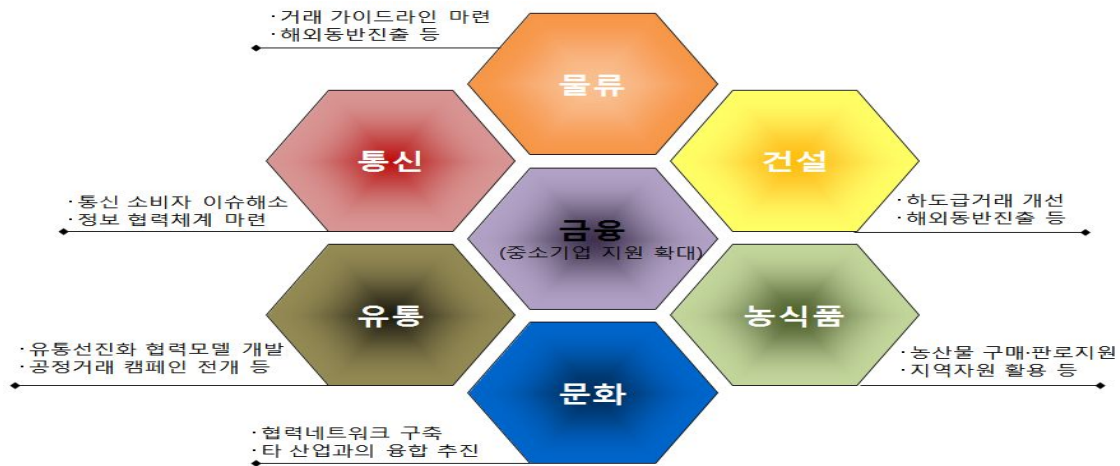 · 거래 가이드라인 마련
· 해외동반진출 등
물류
통신
건설
· 통신 소비자 이슈해소
· 정보 협력체계 마련
· 하도급거래 개선
· 해외동반진출 등
금융
(중소기업 지원 확대)
유통
농식품
· 유통선진화 협력모델 개발
· 공정거래 캠페인 전개 등
· 농산물 구매·판로지원
· 지역자원 활용 등
문화
· 협력네트워크 구축
· 타 산업과의 융합 추진